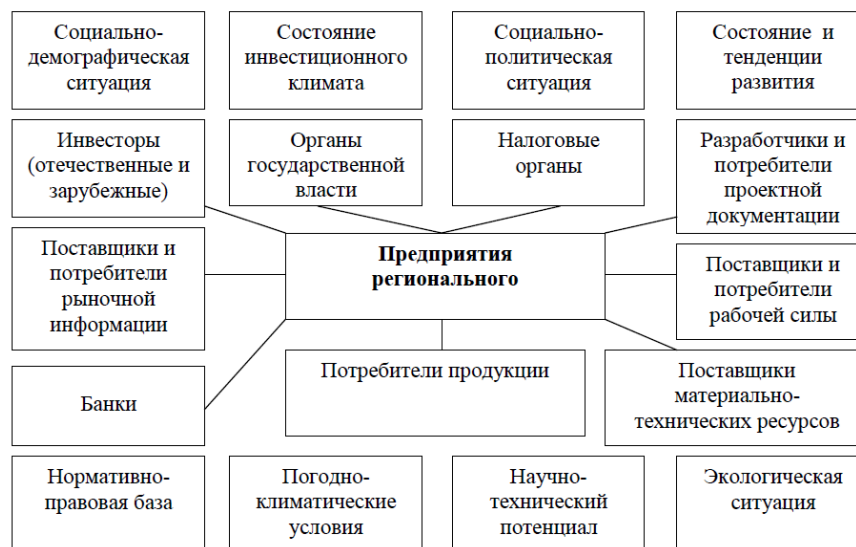 Социально-
демографическая
ситуация
Состояние
инвестиционного
климата
Социально-
политическая
ситуация
Состояние и
тенденции
развития
Инвесторы
(отечественные и
зарубежные)
Органы
государственной
власти
Налоговые
органы
Разработчики и
потребители
проектной
документации
Поставщики и
потребители
рыночной
информации
Предприятия
регионального
Поставщики и
потребители
рабочей силы
Банки
Потребители продукции
Поставщики
материально-
технических ресурсов
Нормативно-
правовая база
Погодно-
климатические
условия
Научно-
технический
потенциал
Экологическая
ситуация